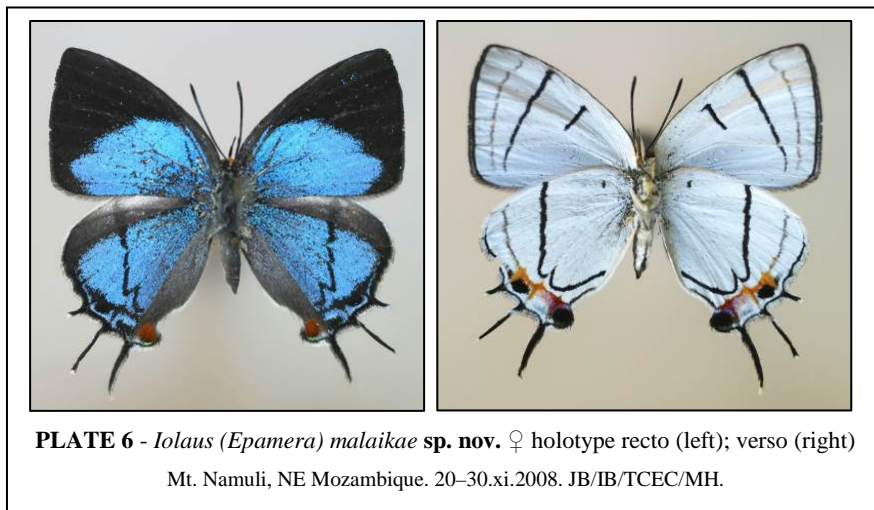 PLATE 6 - Iolaus (Epamera) malaikae sp. nov. ♀ holotype recto (left); verso (right)
Mt. Namuli, NE Mozambique. 20–30.xi.2008. JB/IB/TCEC/MH.